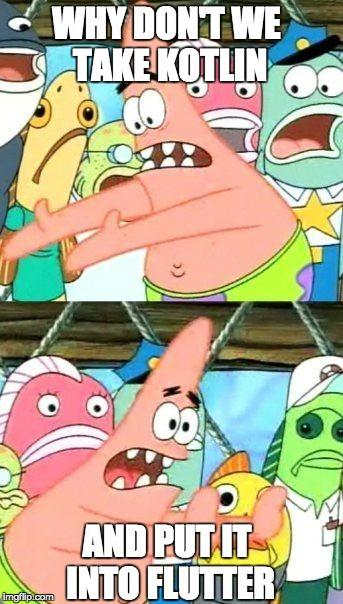 WHY DON'T WE
TAKE KOTLIN
AND PUT IT
INTO FLUTTER
imgflip.com